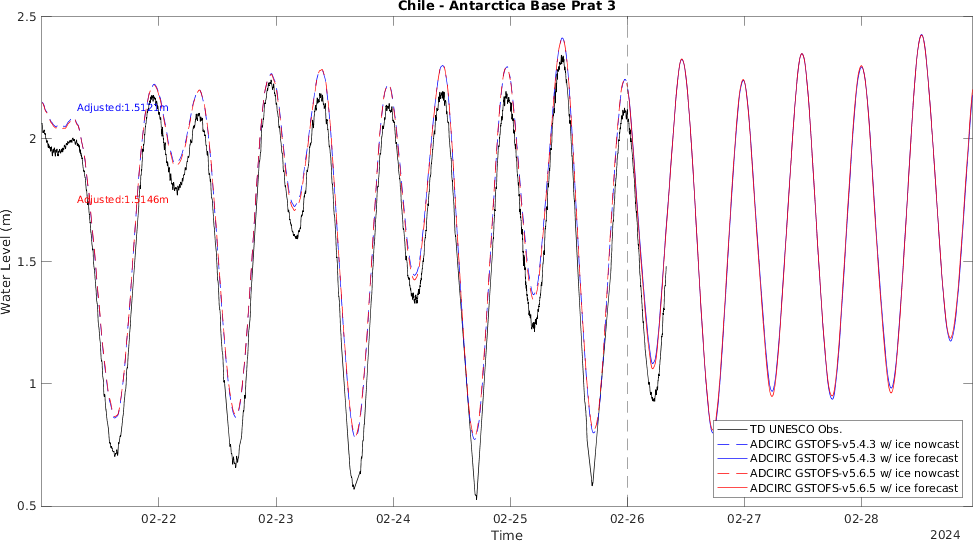 Chile - Antarctica Base Prat 3
2.5
2
1.5
1
0.5
Water Level (m)
Adjusted:1.5121m
Adjusted:1.5146m
TD UNESCO Obs.
ADCIRC GSTOFS-v5.4.3 w/ ice nowcast
ADCIRC GSTOFS-v5.4.3 w/ ice forecast
ADCIRC GSTOFS-v5.6.5 w/ ice nowcast
ADCIRC GSTOFS-v5.6.5 w/ ice forecast
02-22 02-23 02-24 02-25 02-26 02-27 02-28
Time
2024